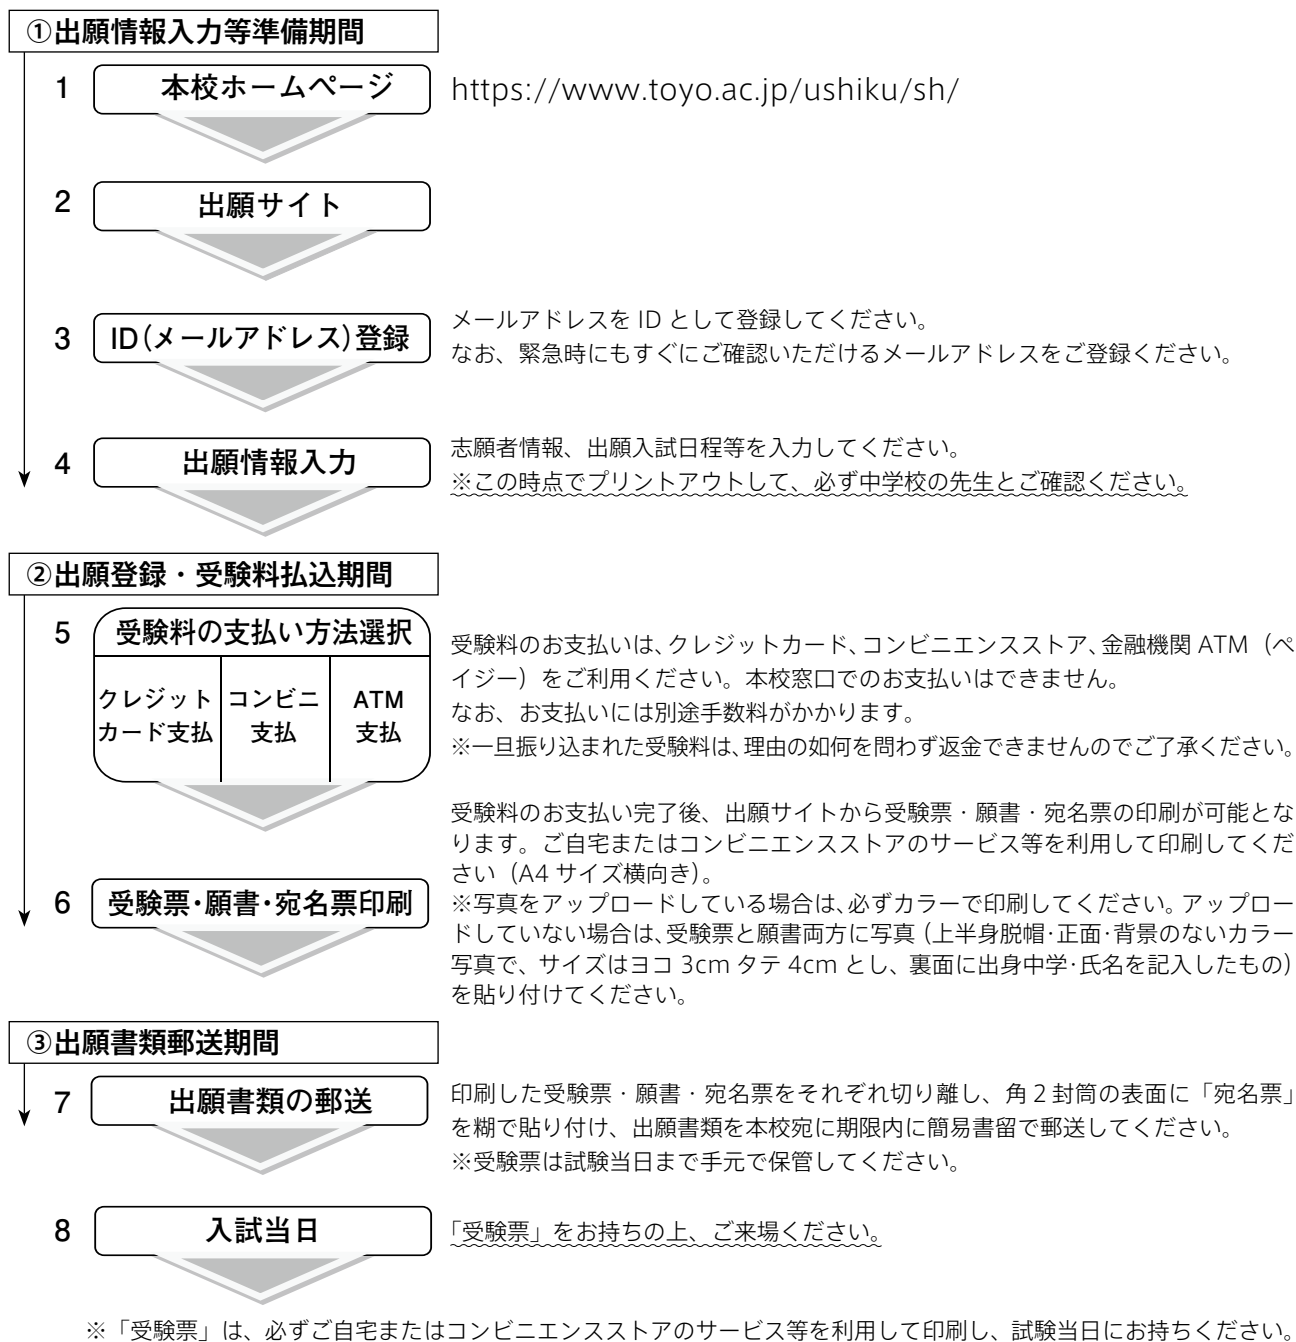 ①出願情報入力等準備期間
1 本校ホームページ https://www.toyo.ac.jp/ushiku/sh/
2 出願サイト
3 ID(メールアドレス)登録
メールアドレスを ID として登録してください。
なお、緊急時にもすぐにご確認いただけるメールアドレスをご登録ください。
4 出願情報入力
志願者情報、出願入試日程等を入力してください。
※この時点でプリントアウトして、必ず中学校の先生とご確認ください。
②出願登録・受験料払込期間
5 受験料の支払い方法選択
クレジット
カード支払
コンビニ
支払
ATM
支払
受験料のお支払いは、クレジットカード、コンビニエンスストア、金融機関 ATM（ペ
イジー）をご利用ください。本校窓口でのお支払いはできません。
なお、お支払いには別途手数料がかかります。
※一旦振り込まれた受験料は、理由の如何を問わず返金できませんのでご了承ください。
受験料のお支払い完了後、出願サイトから受験票・願書・宛名票の印刷が可能とな
ります。ご自宅またはコンビニエンスストアのサービス等を利用して印刷してくだ
さい（A4 サイズ横向き）。
6 受験票・願書・宛名票印刷
※写真をアップロードしている場合は、必ずカラーで印刷してください。アップロー
ドしていない場合は、受験票と願書両方に写真（上半身脱帽・正面・背景のないカラー
写真で、サイズはヨコ 3cm タテ 4cm とし、裏面に出身中学・氏名を記入したもの）
を貼り付けてください。
③出願書類郵送期間
7 出願書類の郵送
印刷した受験票・願書・宛名票をそれぞれ切り離し、角２封筒の表面に「宛名票」
を糊で貼り付け、出願書類を本校宛に期限内に簡易書留で郵送してください。
※受験票は試験当日まで手元で保管してください。
8 入試当日 「受験票」をお持ちの上、ご来場ください。
※「受験票」は、必ずご自宅またはコンビニエンスストアのサービス等を利用して印刷し、試験当日にお持ちください。